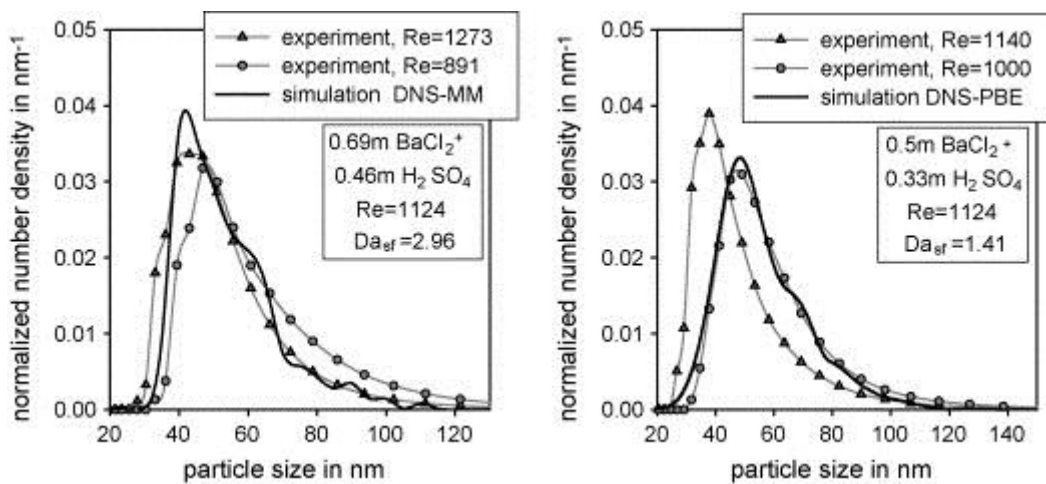 0.05
0.04
0.03
0.02
0.01
0.00
normalized number density in nm⁻¹
experiment, Re=1273
experiment, Re=891
simulation DNS-MM
0.69m BaCl₂⁺
0.46m H₂ SO₄
Re=1124
Da_sf =2.96
20 40 60 80 100 120
particle size in nm
0.05
0.04
0.03
0.02
0.01
0.00
normalized number density in nm⁻¹
experiment, Re=1140
experiment, Re=1000
simulation DNS-PBE
0.5m BaCl₂ +
0.33m H₂ SO₄
Re=1124
Da_sf =1.41
20 40 60 80 100 120 140
particle size in nm